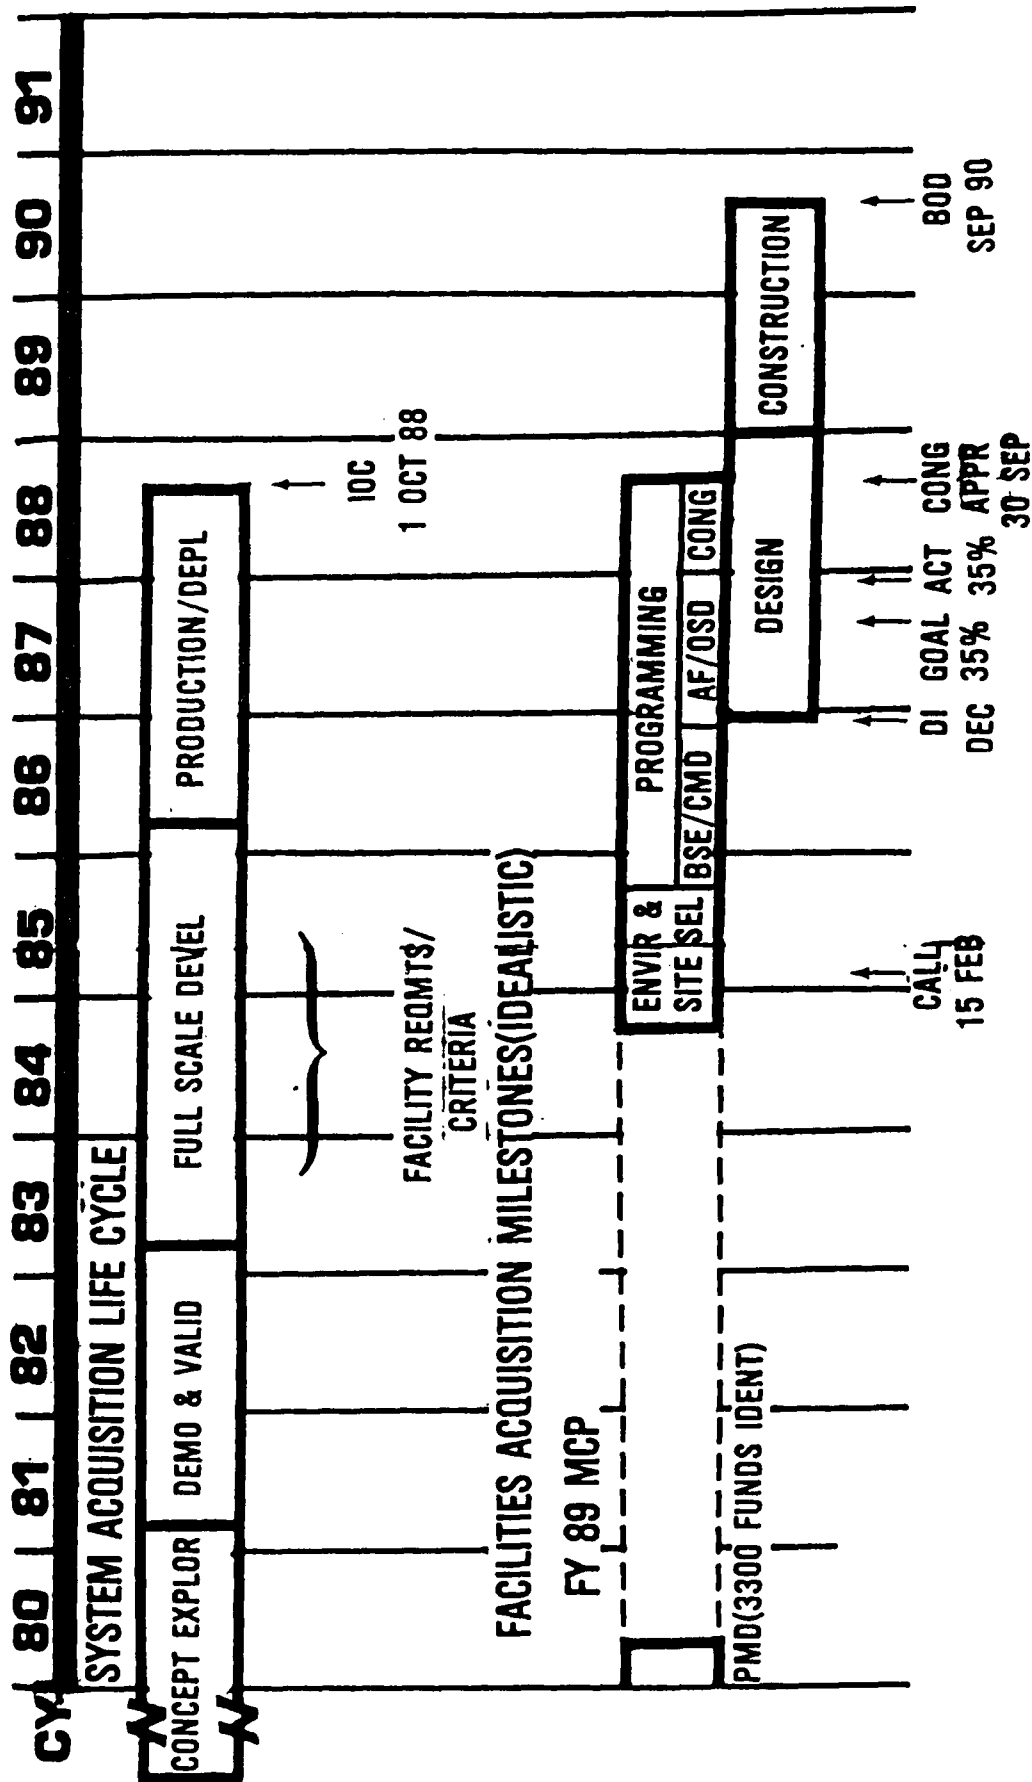 CY 80 81 82 83 84 85 86 87 88 89 90 91
SYSTEM ACQUISITION LIFE CYCLE
CONCEPT EXPLOR
DEMO & VALID
FULL SCALE DEVEL
PRODUCTION/DEPL
IOC
1 OCT 88
FACILITY REQMTS/
CRITERIA
FACILITIES ACQUISITION MILESTONES(IDEALISTIC)
FY 89 MCP
ENVIR &
SITE SEL
PROGRAMMING
BSE/CMD
AF/OSD
CONG
PMD(3300 FUNDS IDENT)
DESIGN
CONSTRUCTION
CALL
15 FEB
DI
DEC
GOAL
35%
ACT
35%
CONG
APPR
30 SEP
BOD
SEP 90